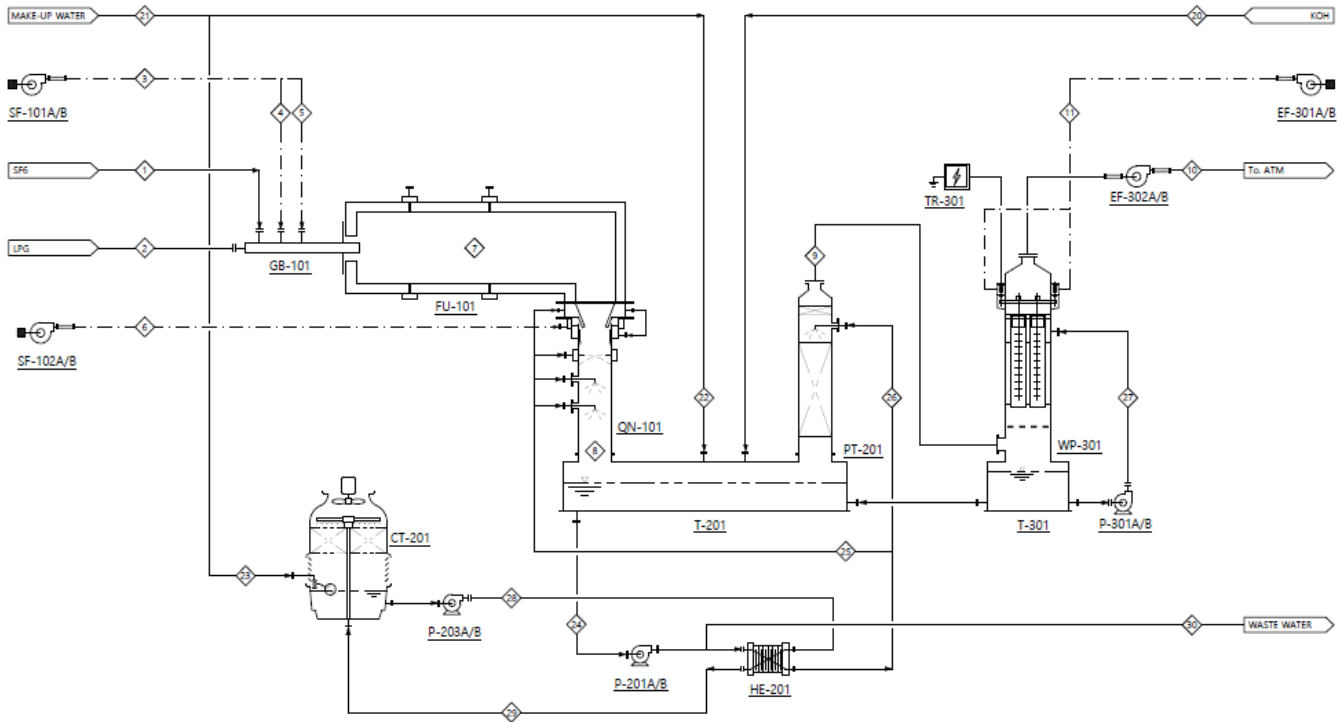 MAKE-UP WATER
21
20
KOH
3
SF-101A/B
4
5
11
EF-301A/B
SF6
1
TR-301
10
To. ATM
EF-302A/B
LPG
2
GB-101
7
9
FU-101
6
SF-102A/B
22
26
27
QN-101
8
PT-201
WP-301
T-201
T-301
P-301A/B
CT-201
25
23
28
P-203A/B
24
30
WASTE WATER
P-201A/B
HE-201
29